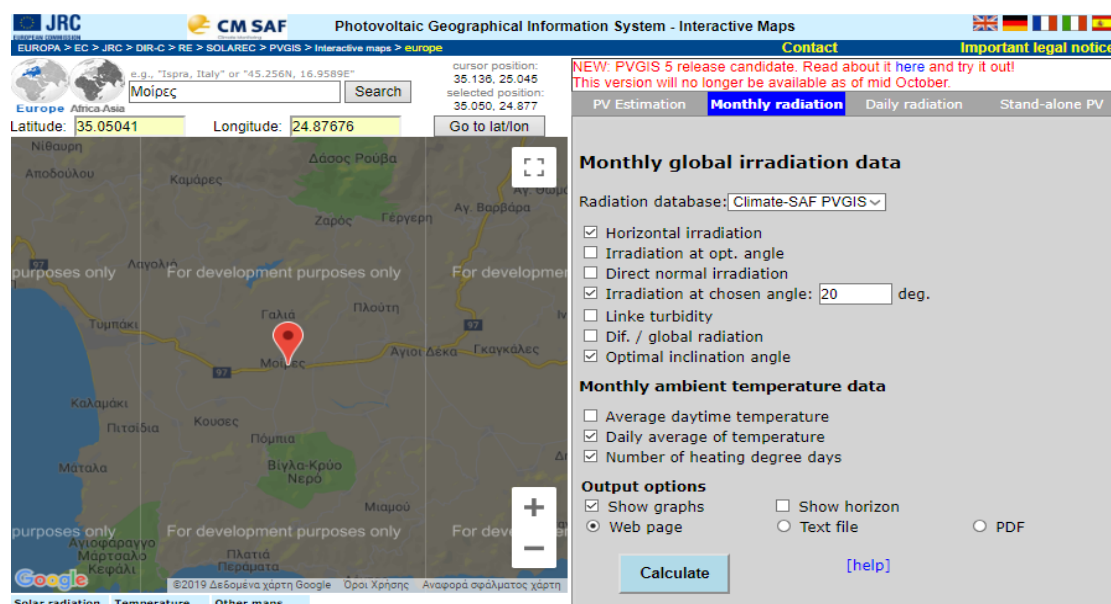 JRC
EUROPEAN COMMISSION
CM SAF
Photovoltaic Geographical Information System - Interactive Maps
EUROPA > EC > JRC > DIR-C > RE > SOLAREC > PVGIS > Interactive maps > europe
Contact
Important legal notice
e.g., "Ispra, Italy" or "45.256N, 16.9589E"
Μοίρες
Search
Europe
Africa-Asia
cursor position:
35.136, 25.045
selected position:
35.050, 24.877
Latitude: 35.05041
Longitude: 24.87676
Go to lat/lon
Νίθαυρη
Αποδούλου
Καμάρες
Δάσος Ρούβα
Ζαρός
Γέργερη
Αγ. Βαρβάρα
97
purposes only
For development purposes only
For developmen
Γαλιά
Πλούτη
Τυμπάκι
97
Μοίρες
Άγιοι Δέκα
Γκαγκάλες
97
Καλαμάκι
Πιτσίδια
Κουσες
Πόμπια
Μάταλα
Βίγλα-Κρύο
Νερό
Μιαμού
purposes only
For development purposes only
For dev
Αγιοφάραγγο
Μάρτσαλο
Κεφάλι
Πλατιά
Περάματα
+
−
Google
©2019 Δεδομένα χάρτη Google
Όροι Χρήσης
Αναφορά σφάλματος χάρτη
Solar radiation
Temperature
Other maps
NEW: PVGIS 5 release candidate. Read about it here and try it out!
This version will no longer be available as of mid October.
PV Estimation
Monthly radiation
Daily radiation
Stand-alone PV
Monthly global irradiation data
Radiation database: Climate-SAF PVGIS
Horizontal irradiation
Irradiation at opt. angle
Direct normal irradiation
Irradiation at chosen angle: 20 deg.
Linke turbidity
Dif. / global radiation
Optimal inclination angle
Monthly ambient temperature data
Average daytime temperature
Daily average of temperature
Number of heating degree days
Output options
Show graphs
Show horizon
Web page
Text file
PDF
Calculate
[help]